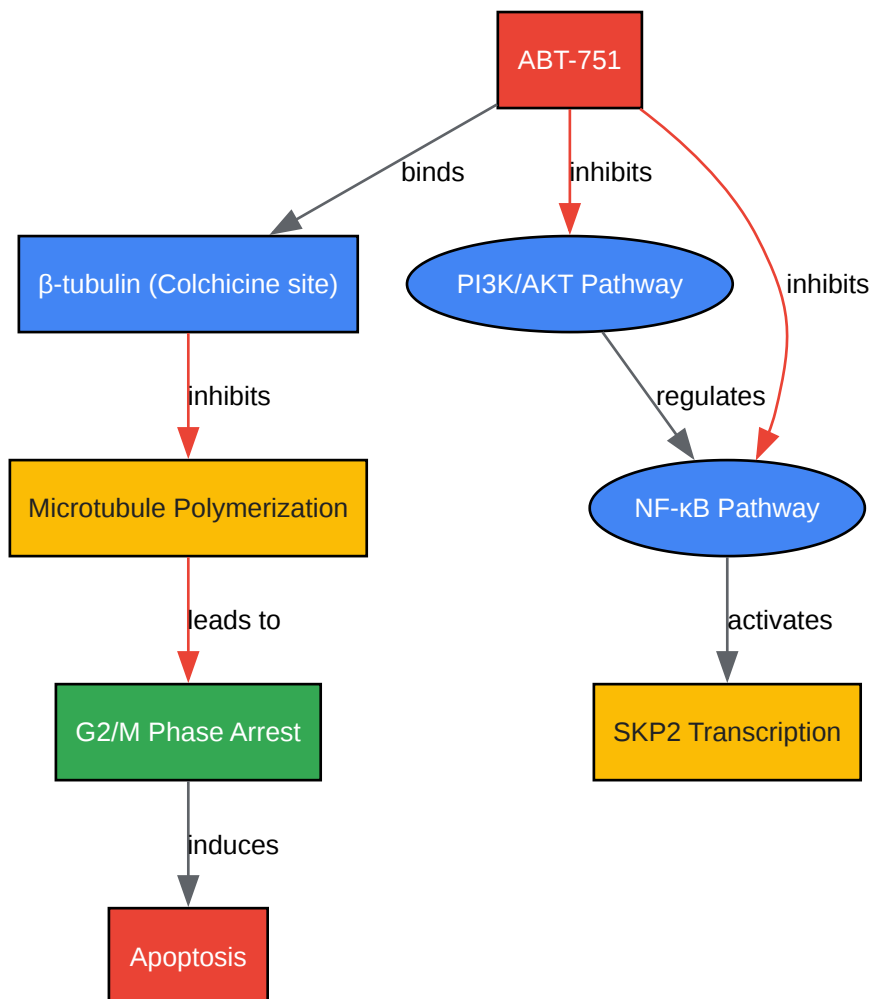 ABT-751
binds
inhibits
β-tubulin (Colchicine site)
PI3K/AKT Pathway
inhibits
inhibits
regulates
Microtubule Polymerization
NF-κB Pathway
leads to
activates
G2/M Phase Arrest
SKP2 Transcription
induces
Apoptosis